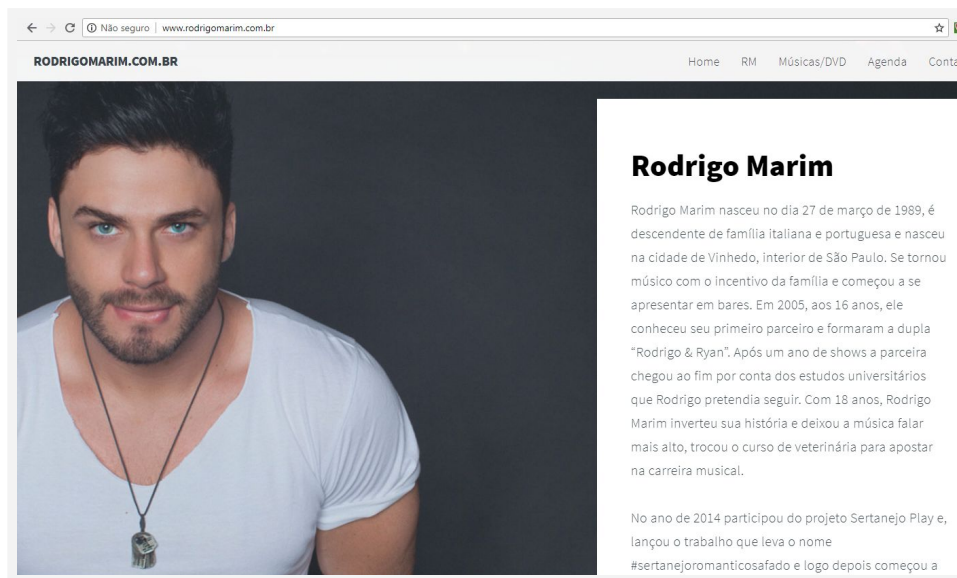 Não seguro | www.rodrigomarim.com.br
RODRIGOMARIM.COM.BR
Home RM Músicas/DVD Agenda Conta
Rodrigo Marim
Rodrigo Marim nasceu no dia 27 de março de 1989, é
descendente de família italiana e portuguesa e nasceu
na cidade de Vinhedo, interior de São Paulo. Se tornou
músico com o incentivo da família e começou a se
apresentar em bares. Em 2005, aos 16 anos, ele
conheceu seu primeiro parceiro e formaram a dupla
“Rodrigo & Ryan”. Após um ano de shows a parceira
chegou ao fim por conta dos estudos universitários
que Rodrigo pretendia seguir. Com 18 anos, Rodrigo
Marim inverteu sua história e deixou a música falar
mais alto, trocou o curso de veterinária para apostar
na carreira musical.
No ano de 2014 participou do projeto Sertanejo Play e,
lançou o trabalho que leva o nome
#sertanejoromanticosafado e logo depois começou a